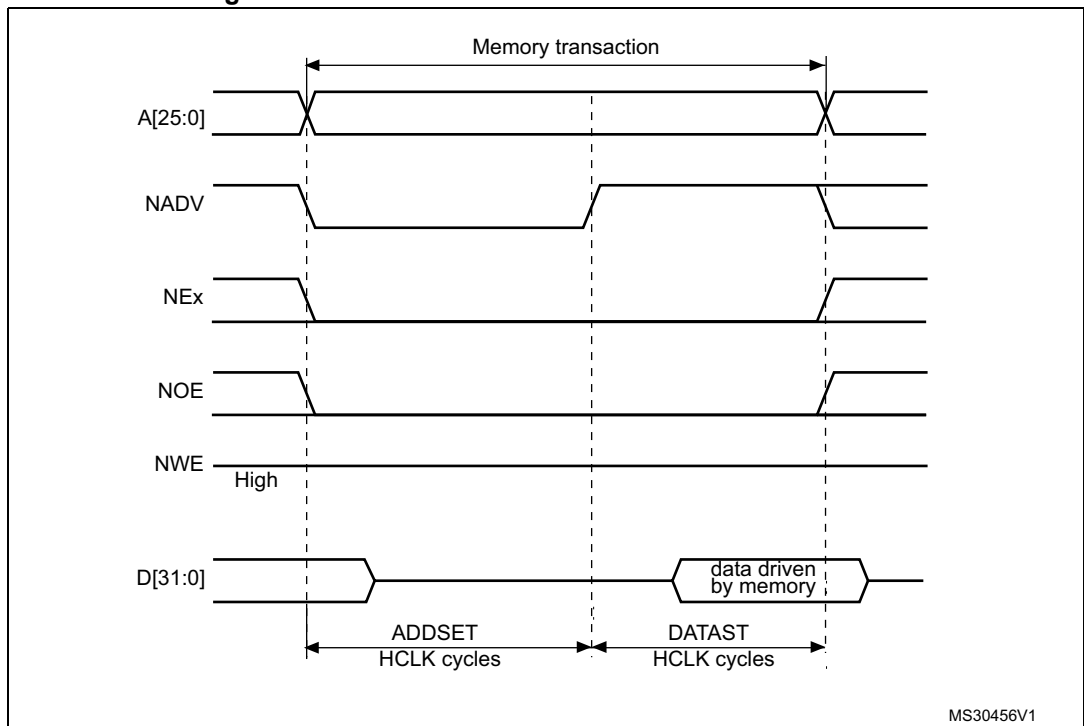 Memory transaction
A[25:0]
NADV
NEx
NOE
NWE
High
D[31:0]
data driven
by memory
ADDSET
HCLK cycles
DATAST
HCLK cycles
MS30456V1